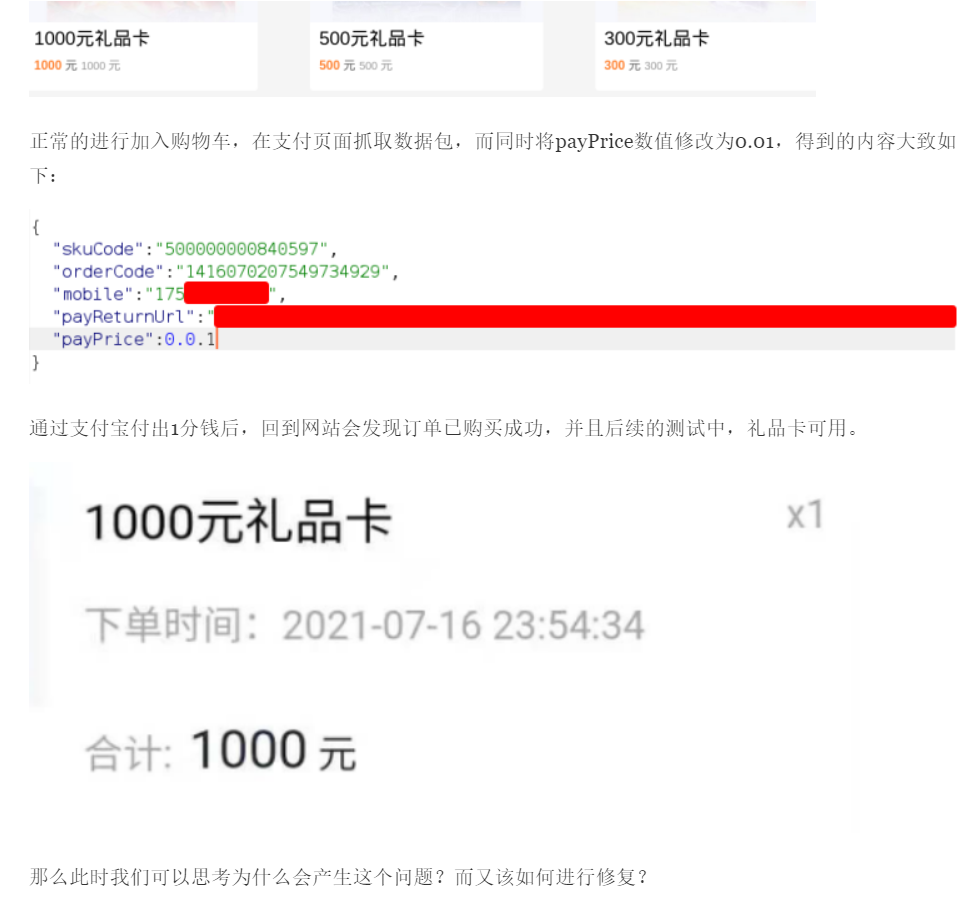 1000元礼品卡 500元礼品卡 300元礼品卡
1000 元 1000 元 500 元 500 元 300 元 300 元
正常的进行加入购物车，在支付页面抓取数据包，而同时将payPrice数值修改为0.01，得到的内容大致如
下：
{
"skuCode":"500000000840597",
"orderCode":"1416070207549734929",
"mobile":"175 ",
"payReturnUrl":"
"payPrice":0.0.1
}
通过支付宝付出1分钱后，回到网站会发现订单已购买成功，并且后续的测试中，礼品卡可用。
1000元礼品卡 x1
下单时间：2021-07-16 23:54:34
合计: 1000 元
那么此时我们可以思考为什么会产生这个问题？而又该如何进行修复？